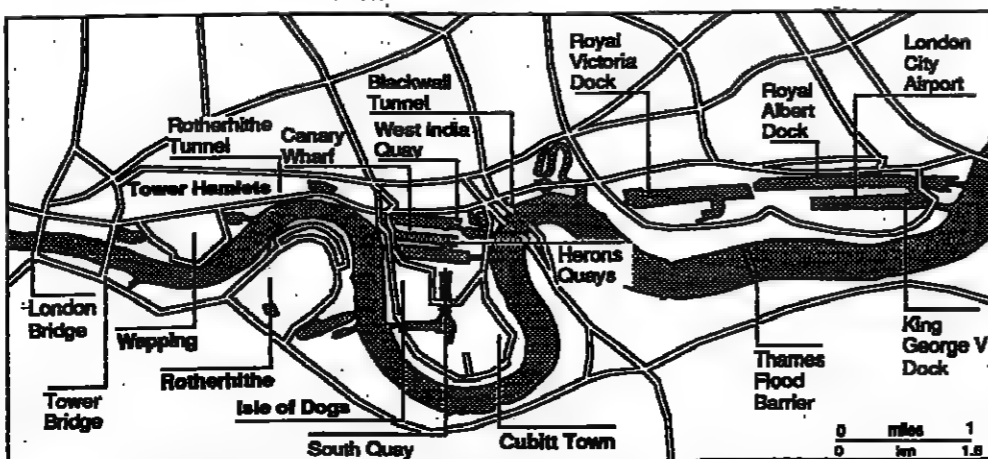 Royal
Victoria
Dock
London
City
Airport
Blackwall
Tunnel
Royal
Albert
Dock
Rotherhithe
Tunnel
Canary
Wharf
West India
Quay
Tower Hamlets
Herons
Quays
London
Bridge
Wapping
Rotherhithe
Tower
Bridge
Isle of Dogs
South Quay
Cubitt Town
Thames
Flood
Barrier
King
George V
Dock
0 miles 1
0 km 1.6